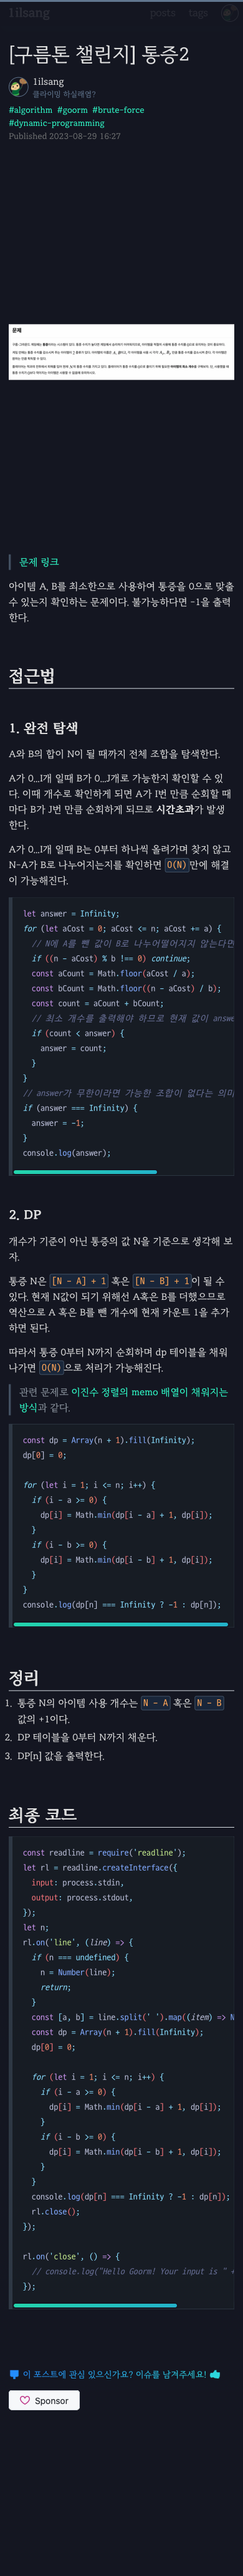 1ilsang
posts tags
[구름톤 챌린지] 통증2
1ilsang
클라이밍 하실래염?
#algorithm #goorm #brute-force
#dynamic-programming
Published 2023-08-29 16:27
문제
문제 링크
아이템 A, B를 최소한으로 사용하여 통증을 0으로 맞출
수 있는지 확인하는 문제이다. 불가능하다면 -1을 출력
한다.
접근법
1. 완전 탐색
A와 B의 합이 N이 될 때까지 전체 조합을 탐색한다.
A가 0...I개 일때 B가 0...J개로 가능한지 확인할 수 있
다. 이때 개수로 확인하게 되면 A가 I번 만큼 순회할 때
마다 B가 J번 만큼 순회하게 되므로 시간초과가 발생
한다.
A가 0...I개 일때 B는 0부터 하나씩 올려가며 찾지 않고
N-A가 B로 나누어지는지를 확인하면 O(N)만에 해결
이 가능해진다.
let answer = Infinity;
for (let aCost = 0; aCost <= n; aCost += a) {
// N에 A를 뺀 값이 B로 나누어떨어지지 않는다면
if ((n - aCost) % b !== 0) continue;
const aCount = Math.floor(aCost / a);
const bCount = Math.floor((n - aCost) / b);
const count = aCount + bCount;
// 최소 개수를 출력해야 하므로 현재 값이 answe
if (count < answer) {
answer = count;
}
}
// answer가 무한이라면 가능한 조합이 없다는 의미
if (answer === Infinity) {
answer = -1;
}
console.log(answer);
2. DP
개수가 기준이 아닌 통증의 값 N을 기준으로 생각해 보
자.
통증 N은 [N - A] + 1 혹은 [N - B] + 1이 될 수
있다. 현재 N값이 되기 위해선 A혹은 B를 더했으므로
역산으로 A 혹은 B를 뺀 개수에 현재 카운트 1을 추가
하면 된다.
따라서 통증 0부터 N까지 순회하며 dp 테이블을 채워
나가면 O(N)으로 처리가 가능해진다.
관련 문제로 이진수 정렬의 memo 배열이 채워지는
방식과 같다.
const dp = Array(n + 1).fill(Infinity);
dp[0] = 0;
for (let i = 1; i <= n; i++) {
if (i - a >= 0) {
dp[i] = Math.min(dp[i - a] + 1, dp[i]);
}
if (i - b >= 0) {
dp[i] = Math.min(dp[i - b] + 1, dp[i]);
}
}
console.log(dp[n] === Infinity ? -1 : dp[n]);
정리
1. 통증 N의 아이템 사용 개수는 N - A 혹은 N - B
값의 +1이다.
2. DP 테이블을 0부터 N까지 채운다.
3. DP[n] 값을 출력한다.
최종 코드
const readline = require('readline');
let rl = readline.createInterface({
input: process.stdin,
output: process.stdout,
});
let n;
rl.on('line', (line) => {
if (n === undefined) {
n = Number(line);
return;
}
const [a, b] = line.split(' ').map((item) => N
const dp = Array(n + 1).fill(Infinity);
dp[0] = 0;
for (let i = 1; i <= n; i++) {
if (i - a >= 0) {
dp[i] = Math.min(dp[i - a] + 1, dp[i]);
}
if (i - b >= 0) {
dp[i] = Math.min(dp[i - b] + 1, dp[i]);
}
}
console.log(dp[n] === Infinity ? -1 : dp[n]);
rl.close();
});
rl.on('close', () => {
// console.log("Hello Goorm! Your input is " +
});
이 포스트에 관심 있으신가요? 이슈를 남겨주세요!
Sponsor